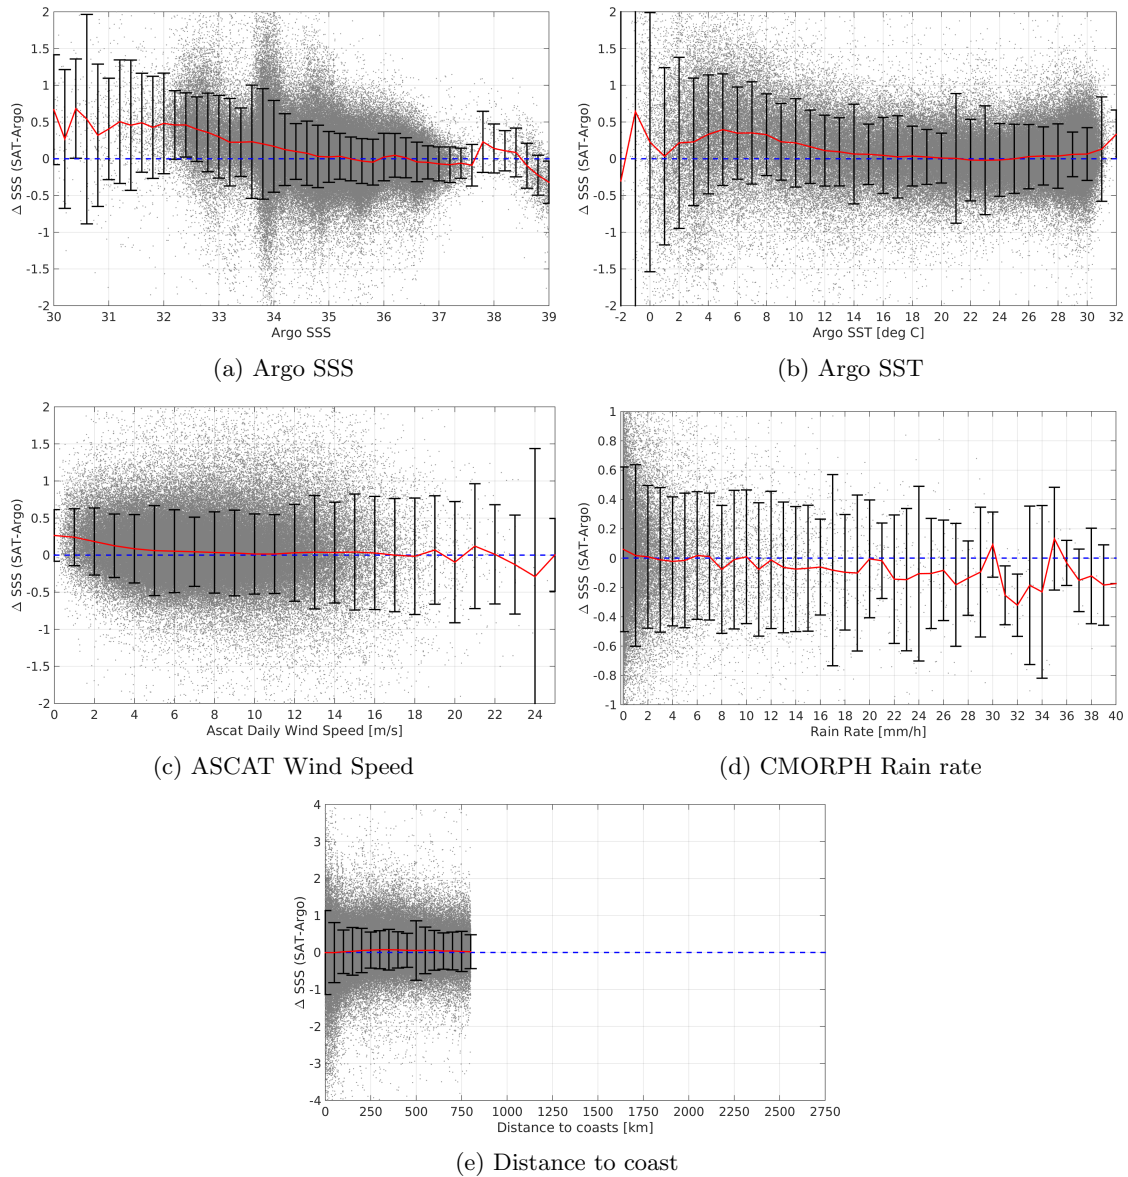 2
1.5
1
0.5
0
-0.5
-1
-1.5
-2
30 31 32 33 34 35 36 37 38 39
Argo SSS
Δ SSS (SAT-Argo)
(a) Argo SSS
2
1.5
1
0.5
0
-0.5
-1
-1.5
-2
-2 0 2 4 6 8 10 12 14 16 18 20 22 24 26 28 30 32
Argo SST [deg C]
Δ SSS (SAT-Argo)
(b) Argo SST
2
1.5
1
0.5
0
-0.5
-1
-1.5
-2
0 2 4 6 8 10 12 14 16 18 20 22 24
Ascat Daily Wind Speed [m/s]
Δ SSS (SAT-Argo)
(c) ASCAT Wind Speed
1
0.8
0.6
0.4
0.2
0
-0.2
-0.4
-0.6
-0.8
-1
0 2 4 6 8 10 12 14 16 18 20 22 24 26 28 30 32 34 36 38 40
Rain Rate [mm/h]
Δ SSS (SAT-Argo)
(d) CMORPH Rain rate
4
3
2
1
0
-1
-2
-3
-4
0 250 500 750 1000 1250 1500 1750 2000 2250 2500 2750
Distance to coasts [km]
Δ SSS (SAT-Argo)
(e) Distance to coast